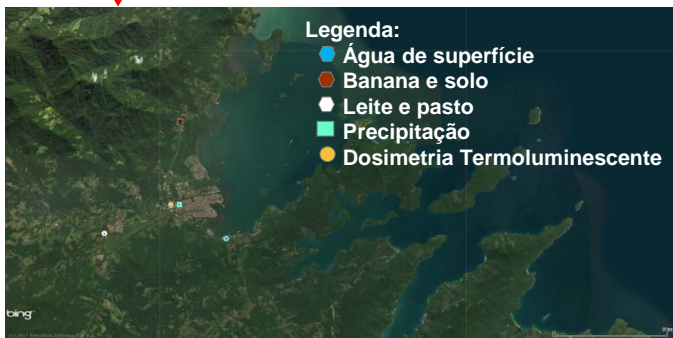 Legenda:
Água de superfície
Banana e solo
Leite e pasto
Precipitação
Dosimetria Termoluminescente
bing